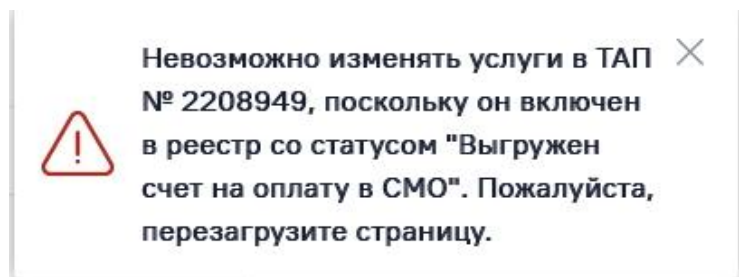 Невозможно изменять услуги в ТАП
№ 2208949, поскольку он включен
в реестр со статусом "Выгружен
счет на оплату в СМО". Пожалуйста,
перезагрузите страницу.